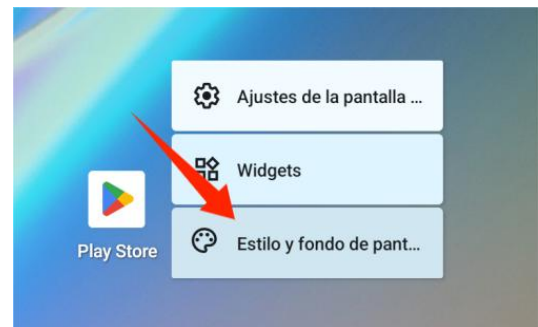 Ajustes de la pantalla ...
Widgets
Play Store
Estilo y fondo de pant...